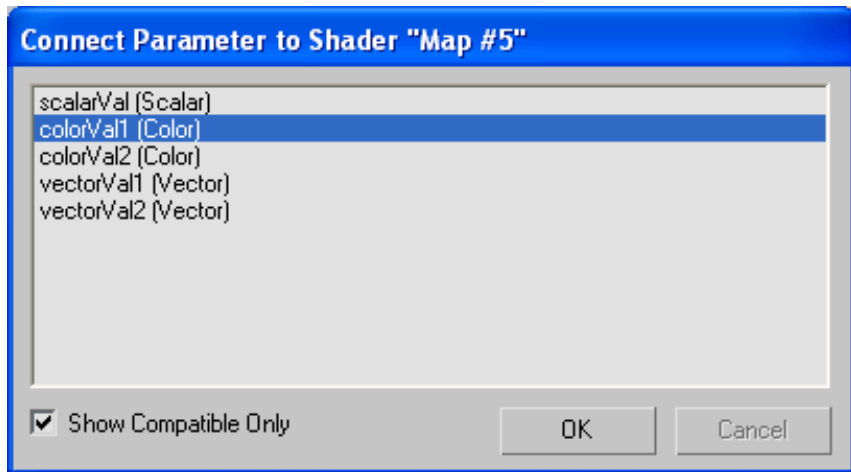 Connect Parameter to Shader "Map #5"
scalarVal (Scalar)
colorVal1 (Color)
colorVal2 (Color)
vectorVal1 (Vector)
vectorVal2 (Vector)
Show Compatible Only
OK
Cancel